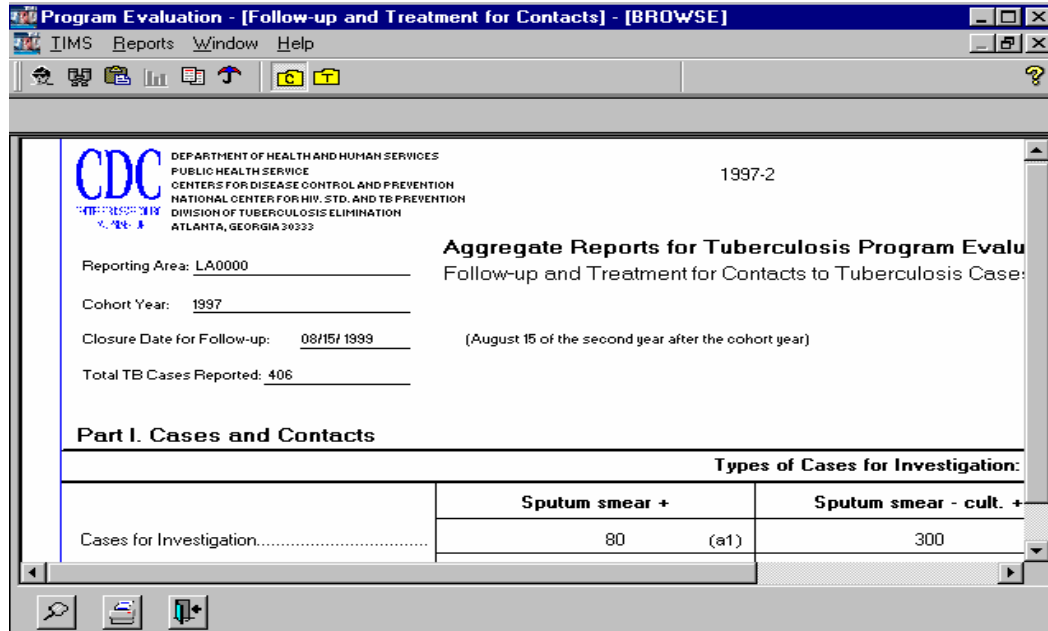 Program Evaluation - [Follow-up and Treatment for Contacts] - [BROWSE]
TIMS Reports Window Help
C T
CDC
DEPARTMENT OF HEALTH AND HUMAN SERVICES
PUBLIC HEALTH SERVICE
CENTERS FOR DISEASE CONTROL AND PREVENTION
NATIONAL CENTER FOR HIV. STD. AND TB PREVENTION
DIVISION OF TUBERCULOSIS ELIMINATION
ATLANTA, GEORGIA 30333
1997-2
Aggregate Reports for Tuberculosis Program Evalu
Follow-up and Treatment for Contacts to Tuberculosis Case
Reporting Area: LA0000
Cohort Year: 1997
Closure Date for Follow-up: 08/15/1999 (August 15 of the second year after the cohort year)
Total TB Cases Reported: 406
Part I. Cases and Contacts
Types of Cases for Investigation:
Sputum smear + Sputum smear - cult. +
Cases for Investigation.................................. 80 (a1) 300